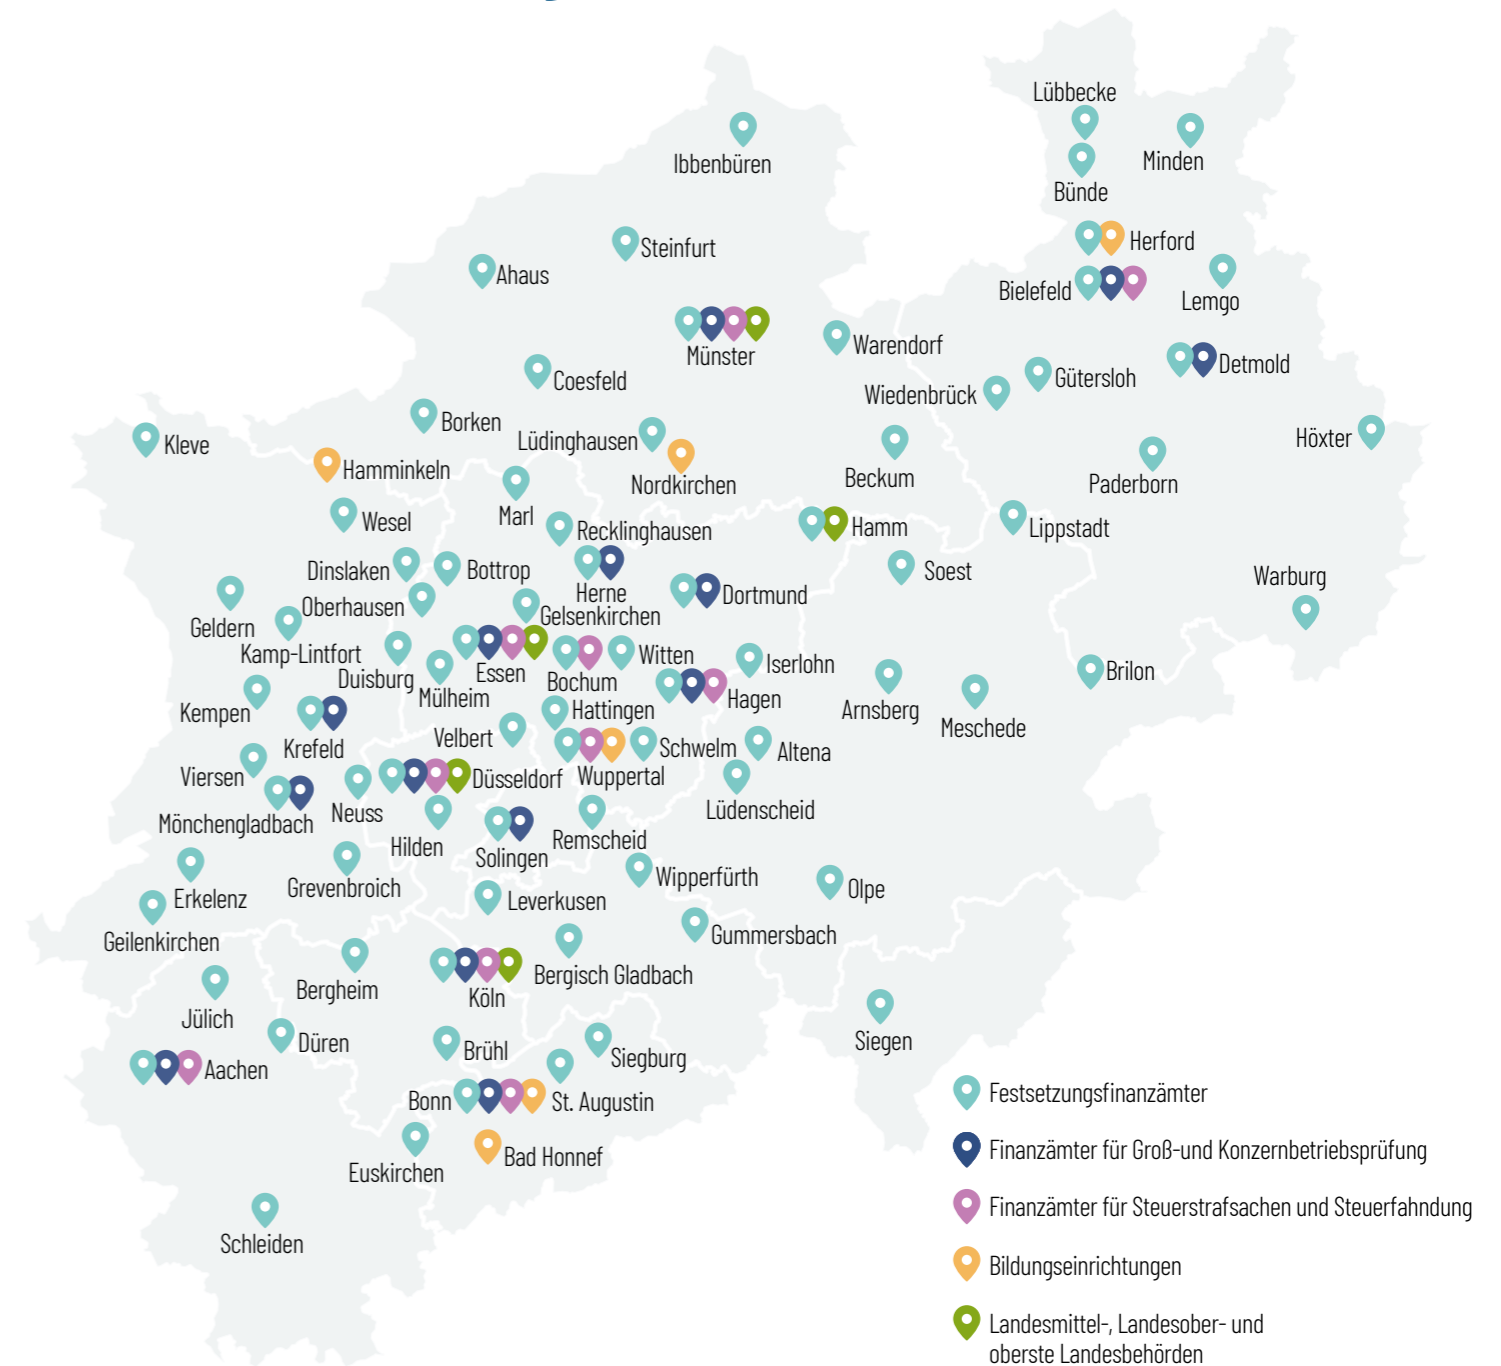 Lübbecke
Minden
Ibbenbüren
Bünde
Herford
Steinfurt
Ahaus
Bielefeld
Lemgo
Münster
Warendorf
Detmold
Coesfeld
Gütersloh
Wiedenbrück
Borken
Höxter
Lüdinghausen
Kleve
Hamminkeln
Beckum
Paderborn
Nordkirchen
Marl
Wesel
Recklinghausen
Hamm
Lippstadt
Dinslaken
Bottrop
Soest
Warburg
Herne
Dortmund
Oberhausen
Gelsenkirchen
Geldern
Kamp-Lintfort
Witten
Iserlohn
Essen
Brilon
Duisburg
Bochum
Mülheim
Hagen
Arnsberg
Kempen
Hattingen
Meschede
Velbert
Krefeld
Schwelm
Altena
Viersen
Düsseldorf
Wuppertal
Neuss
Lüdenscheid
Mönchengladbach
Hilden
Remscheid
Solingen
Wipperfürth
Grevenbroich
Olpe
Erkelenz
Leverkusen
Geilenkirchen
Gummersbach
Bergisch Gladbach
Bergheim
Köln
Jülich
Düren
Siegen
Brühl
Siegburg
Aachen
Bonn
St. Augustin
Bad Honnef
Euskirchen
Schleiden
Festsetzungsfinanzämter
Finanzämter für Groß-und Konzernbetriebsprüfung
Finanzämter für Steuerstrafsachen und Steuerfahndung
Bildungseinrichtungen
Landesmittel-, Landesober- und
oberste Landesbehörden